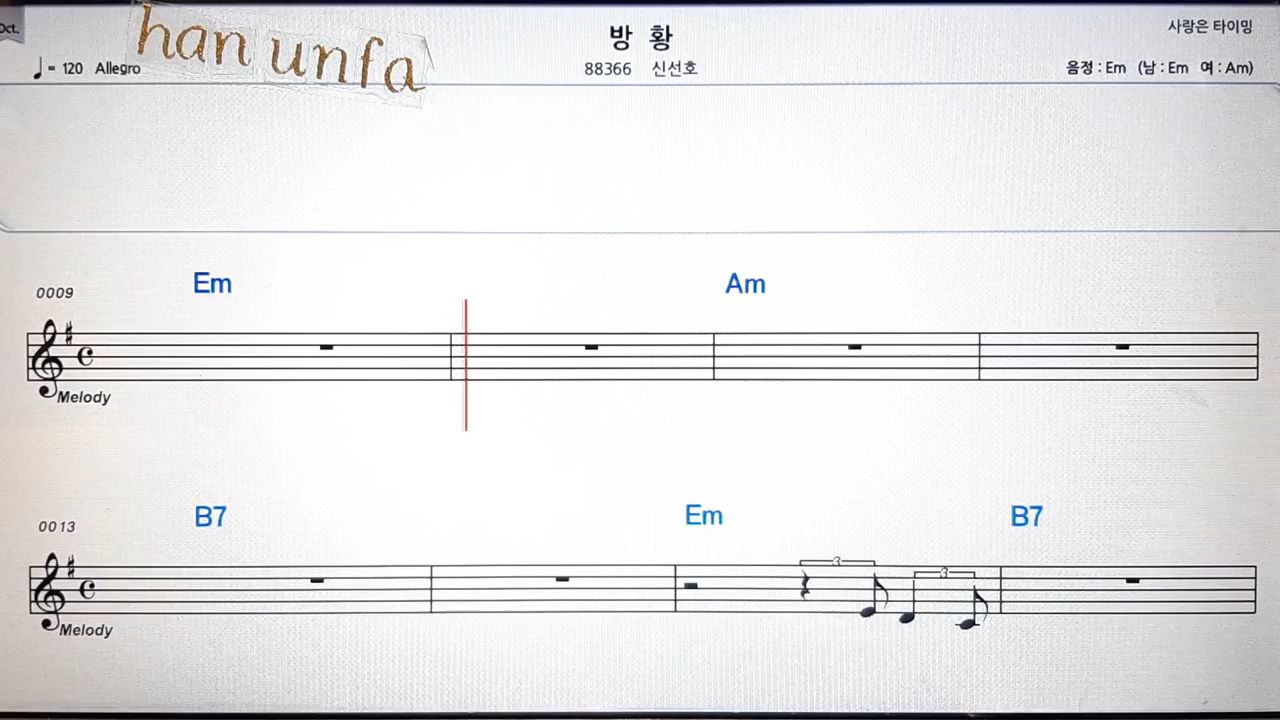 Oct.
han unfa
방 황
사랑은 타이밍
= 120 Allegro
88366 신선호
음정 : Em (남 : Em 여 : Am)
Em Am
0009
Melody
B7 Em B7
0013
3 3
Melody